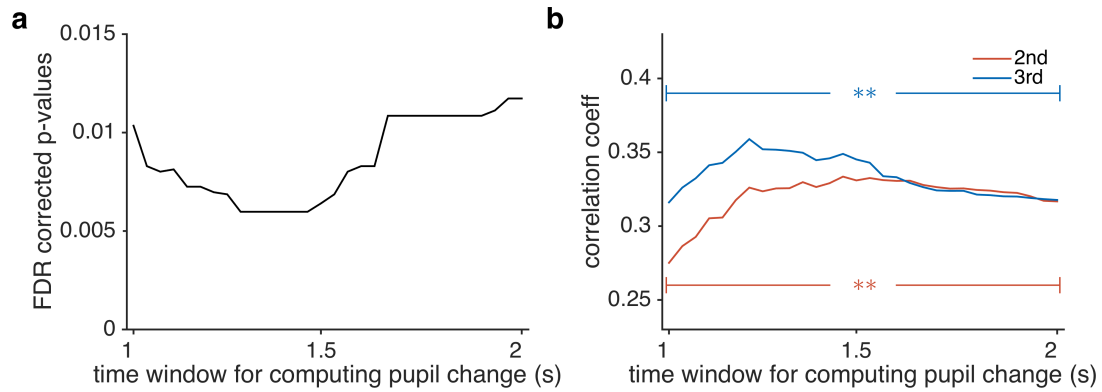 a
FDR corrected p-values
0.015
0.01
0.005
0
1
1.5
2
time window for computing pupil change (s)
b
correlation coeff
0.4
0.35
0.3
0.25
2nd
3rd
**
**
1
1.5
2
time window for computing pupil change (s)